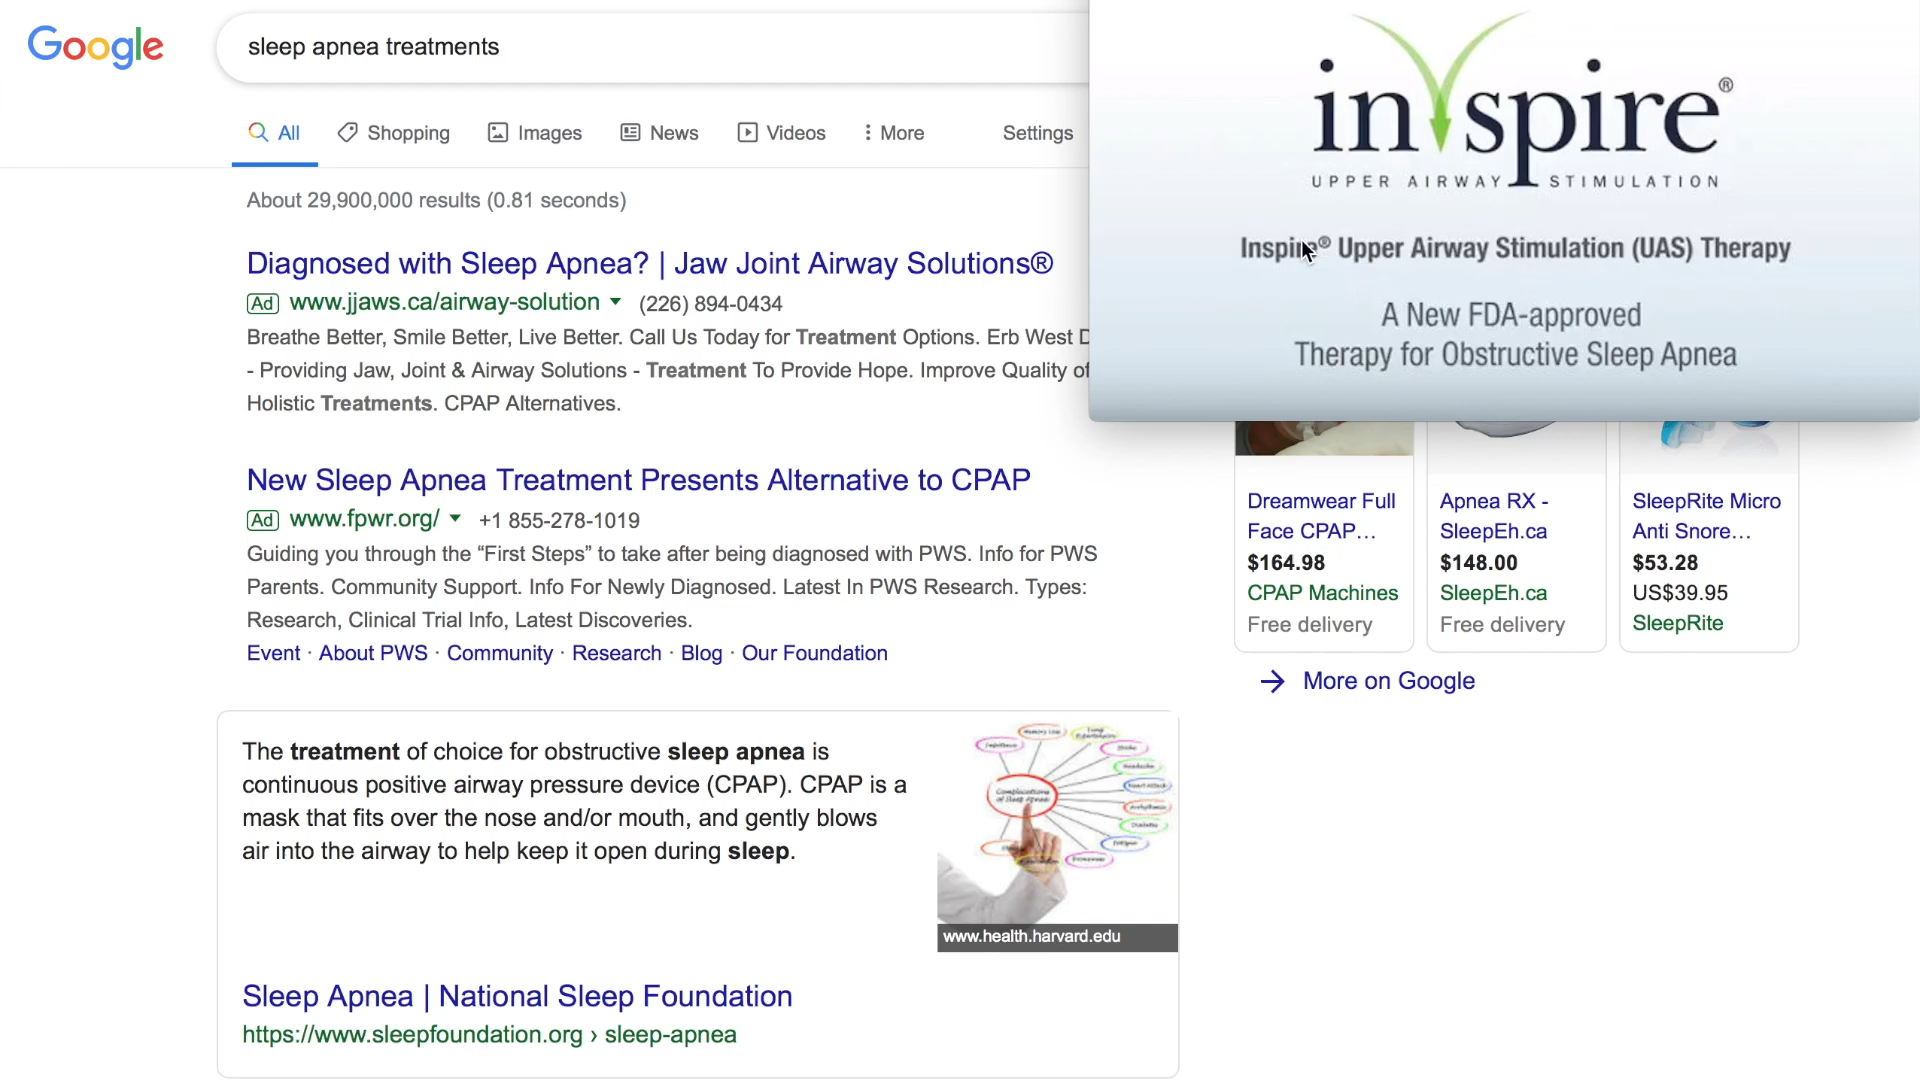 Google
sleep apnea treatments
All
Shopping
Images
News
Videos
More
Settings
About 29,900,000 results (0.81 seconds)
Diagnosed with Sleep Apnea? | Jaw Joint Airway Solutions®
Ad www.jjaws.ca/airway-solution (226) 894-0434
Breathe Better, Smile Better, Live Better. Call Us Today for Treatment Options. Erb West D
- Providing Jaw, Joint & Airway Solutions - Treatment To Provide Hope. Improve Quality of
Holistic Treatments. CPAP Alternatives.
New Sleep Apnea Treatment Presents Alternative to CPAP
Ad www.fpwr.org/ +1 855-278-1019
Guiding you through the “First Steps” to take after being diagnosed with PWS. Info for PWS
Parents. Community Support. Info For Newly Diagnosed. Latest In PWS Research. Types:
Research, Clinical Trial Info, Latest Discoveries.
Event · About PWS · Community · Research · Blog · Our Foundation
The treatment of choice for obstructive sleep apnea is
continuous positive airway pressure device (CPAP). CPAP is a
mask that fits over the nose and/or mouth, and gently blows
air into the airway to help keep it open during sleep.
Complications
of Sleep Apnea
www.health.harvard.edu
Sleep Apnea | National Sleep Foundation
https://www.sleepfoundation.org › sleep-apnea
inspire®
UPPER AIRWAY STIMULATION
Inspire® Upper Airway Stimulation (UAS) Therapy
A New FDA-approved
Therapy for Obstructive Sleep Apnea
Dreamwear Full
Face CPAP...
$164.98
CPAP Machines
Free delivery
Apnea RX -
SleepEh.ca
$148.00
SleepEh.ca
Free delivery
SleepRite Micro
Anti Snore...
$53.28
US$39.95
SleepRite
More on Google